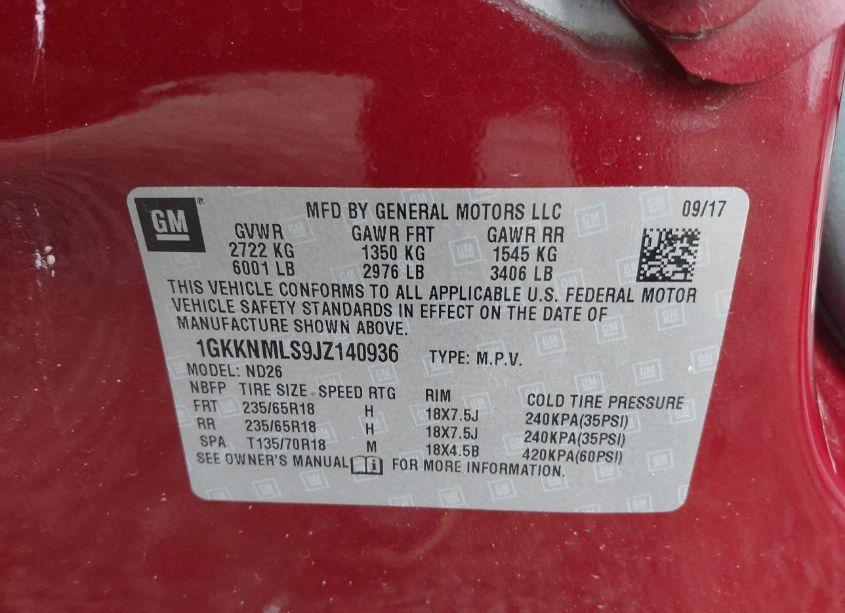 GM
MFD BY GENERAL MOTORS LLC 09/17
GVWR GAWR FRT GAWR RR
2722 KG 1350 KG 1545 KG
6001 LB 2976 LB 3406 LB
THIS VEHICLE CONFORMS TO ALL APPLICABLE U.S. FEDERAL MOTOR
VEHICLE SAFETY STANDARDS IN EFFECT ON THE DATE OF
MANUFACTURE SHOWN ABOVE.
1GKKNMLS9JZ140936 TYPE: M.P.V.
MODEL: ND26
NBFP TIRE SIZE SPEED RTG RIM COLD TIRE PRESSURE
FRT 235/65R18 H 18X7.5J 240KPA(35PSI)
RR 235/65R18 H 18X7.5J 240KPA(35PSI)
SPA T135/70R18 M 18X4.5B 420KPA(60PSI)
SEE OWNER'S MANUAL FOR MORE INFORMATION.